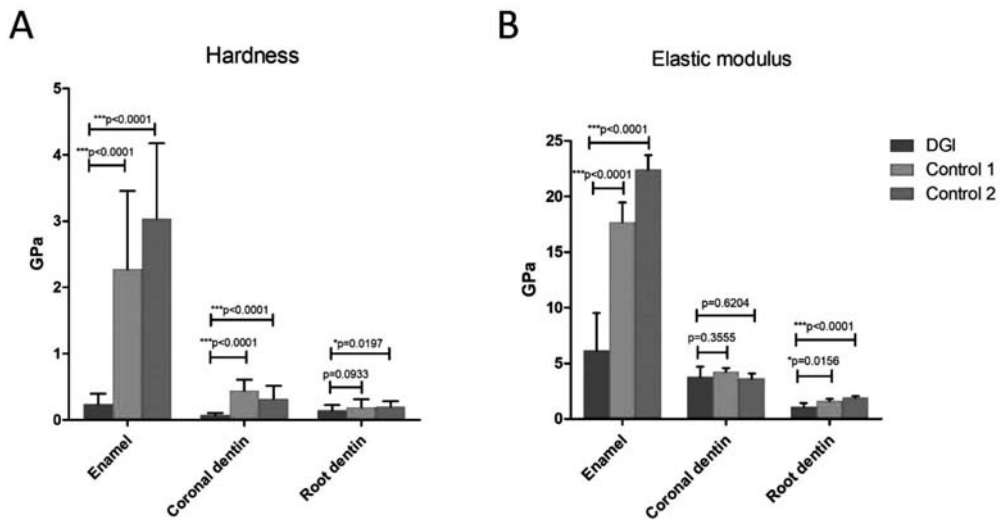 A
Hardness
GPa
5
4
3
2
1
0
***p<0.0001
***p<0.0001
***p<0.0001
***p<0.0001
*p=0.0197
p=0.0933
Enamel
Coronal dentin
Root dentin
B
Elastic modulus
GPa
25
20
15
10
5
0
***p<0.0001
***p<0.0001
p=0.6204
p=0.3555
***p<0.0001
*p=0.0156
Enamel
Coronal dentin
Root dentin
DGI
Control 1
Control 2